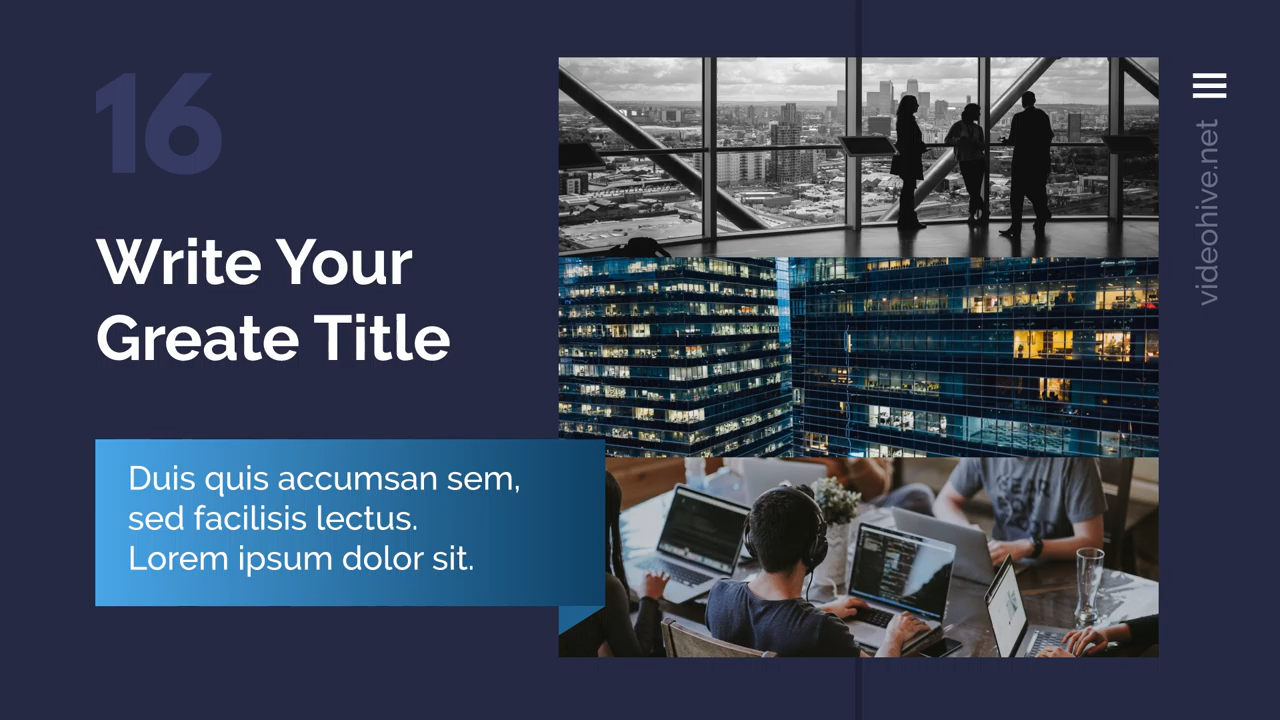 16
Write Your
Greate Title
Duis quis accumsan sem,
sed facilisis lectus.
Lorem ipsum dolor sit.
videohive.net